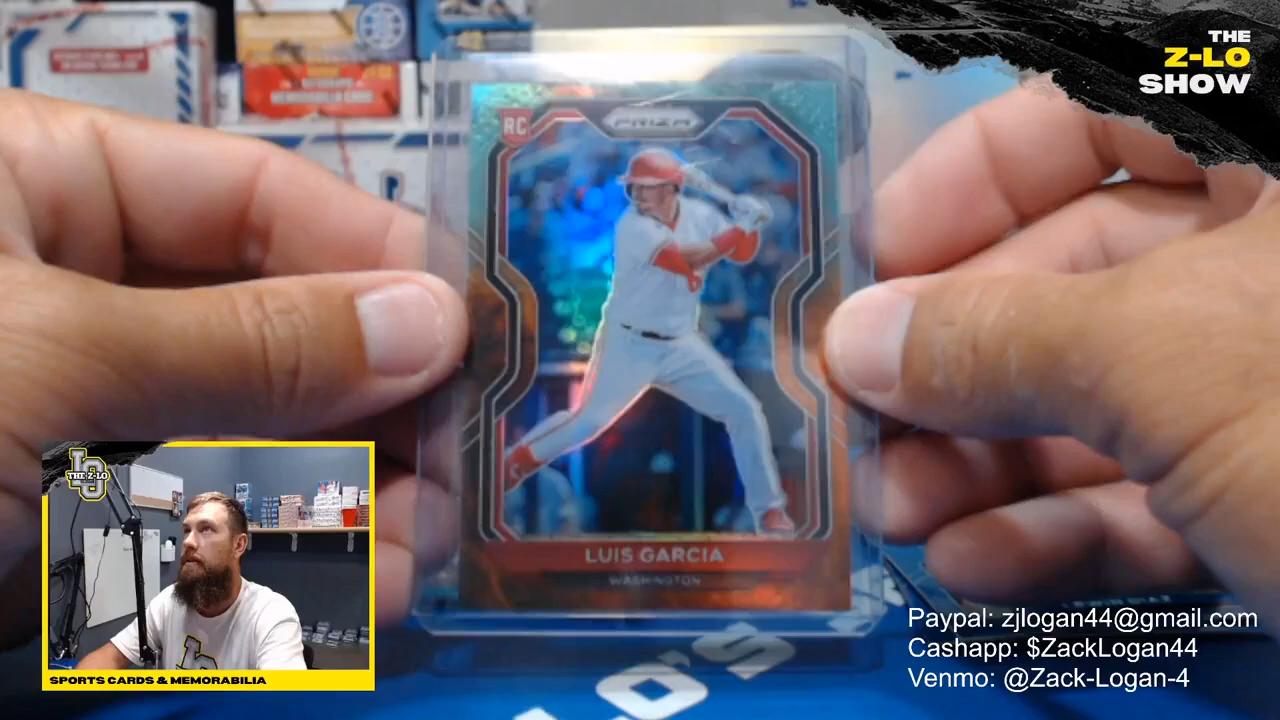 THE
Z-LO
SHOW
RC
PRIZM
LUIS GARCIA
WASHINGTON
THE Z-LO
SPORTS CARDS & MEMORABILIA
Paypal: zjlogan44@gmail.com
Cashapp: $ZackLogan44
Venmo: @Zack-Logan-4
O'S